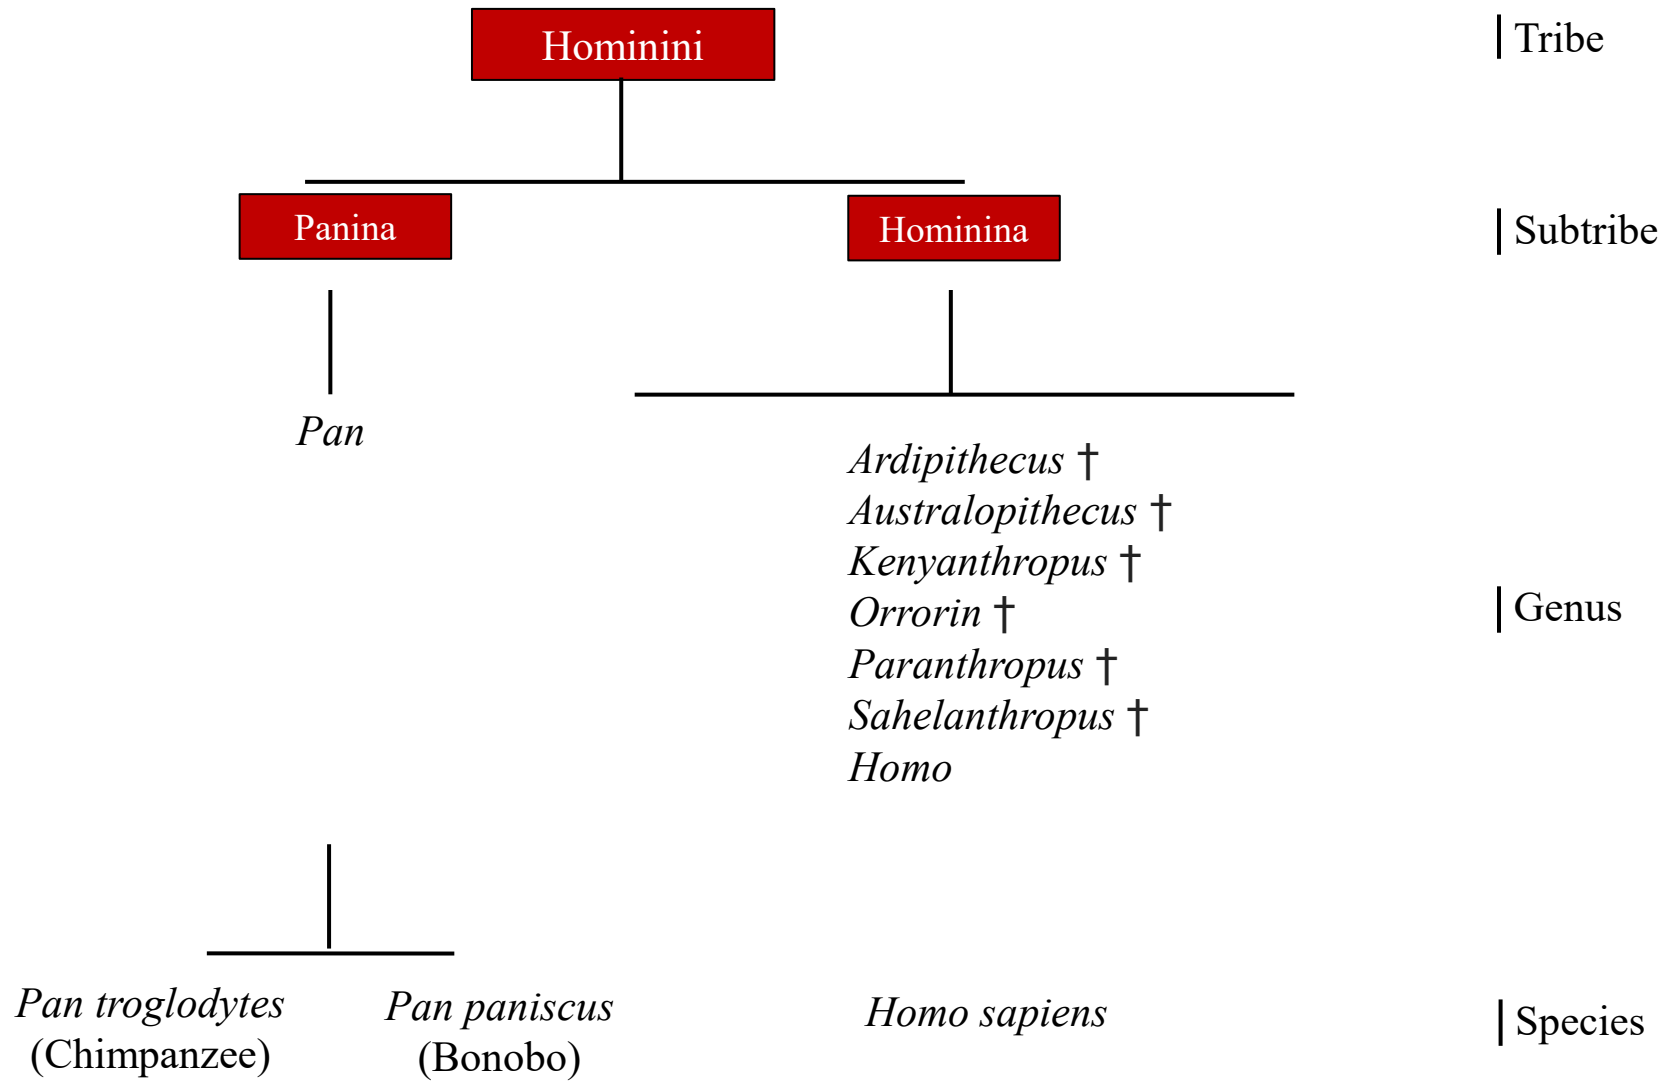 Hominini
Tribe
Panina
Hominina
Subtribe
Pan
Ardipithecus †
Australopithecus †
Kenyanthropus †
Orrorin †
Paranthropus †
Sahelanthropus †
Homo
Genus
Pan troglodytes
(Chimpanzee)
Pan paniscus
(Bonobo)
Homo sapiens
Species